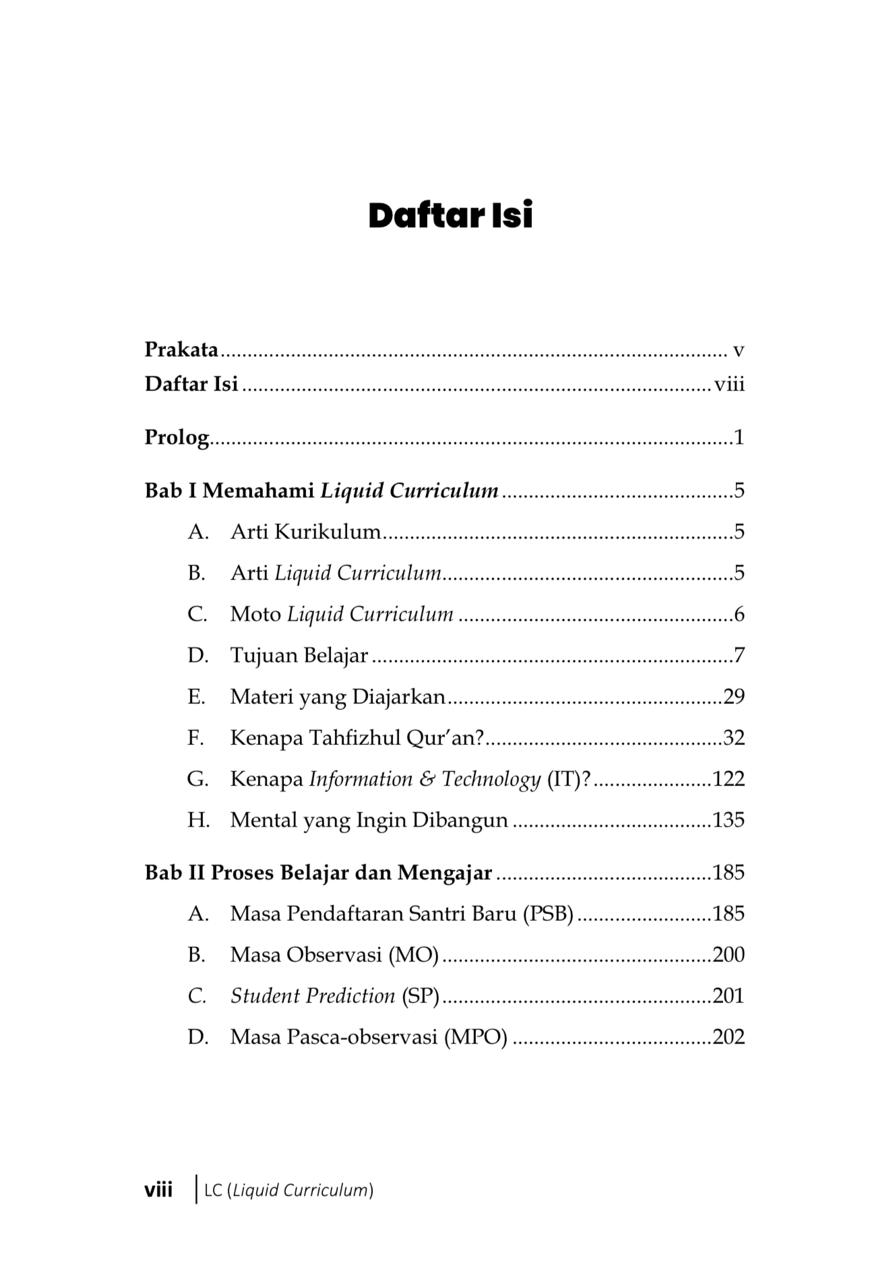 Daftar Isi
Prakata.............................................................................................. v
Daftar Isi.......................................................................................viii
Prolog.................................................................................................1
Bab I Memahami Liquid Curriculum...........................................5
A. Arti Kurikulum.................................................................5
B. Arti Liquid Curriculum......................................................5
C. Moto Liquid Curriculum ...................................................6
D. Tujuan Belajar...................................................................7
E. Materi yang Diajarkan...................................................29
F. Kenapa Tahfizhul Qur’an?............................................32
G. Kenapa Information & Technology (IT)?......................122
H. Mental yang Ingin Dibangun.....................................135
Bab II Proses Belajar dan Mengajar........................................185
A. Masa Pendaftaran Santri Baru (PSB).........................185
B. Masa Observasi (MO)..................................................200
C. Student Prediction (SP)..................................................201
D. Masa Pasca-observasi (MPO).....................................202
viii | LC (Liquid Curriculum)